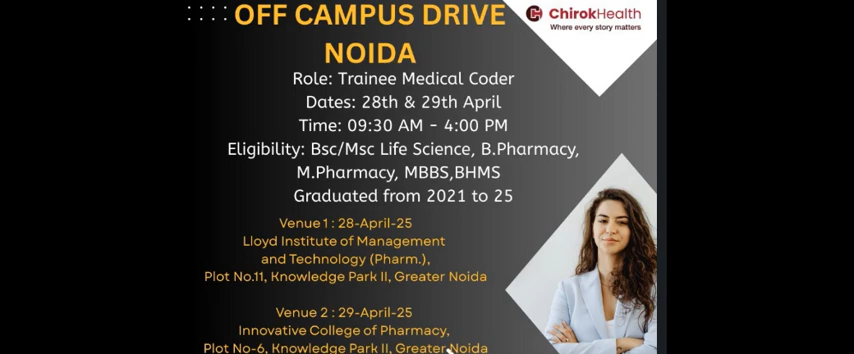 OFF CAMPUS DRIVE
NOIDA
ChirokHealth
Where every story matters
Role: Trainee Medical Coder
Dates: 28th & 29th April
Time: 09:30 AM - 4:00 PM
Eligibility: Bsc/Msc Life Science, B.Pharmacy,
M.Pharmacy, MBBS,BHMS
Graduated from 2021 to 25
Venue 1 : 28-April-25
Lloyd Institute of Management
and Technology (Pharm.),
Plot No.11, Knowledge Park II, Greater Noida
Venue 2 : 29-April-25
Innovative College of Pharmacy,
Plot No-6, Knowledge Park II, Greater Noida